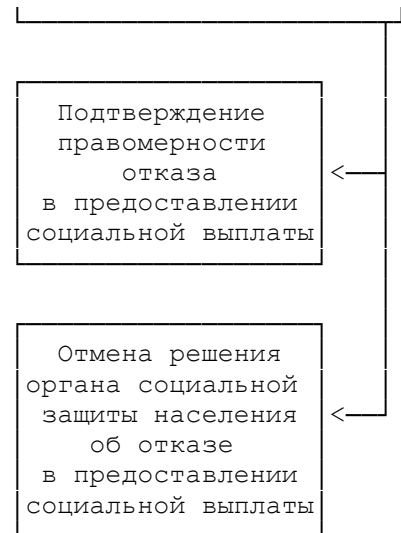 Подтверждение
правомерности
отказа
в предоставлении
социальной выплаты
Отмена решения
органа социальной
защиты населения
об отказе
в предоставлении
социальной выплаты